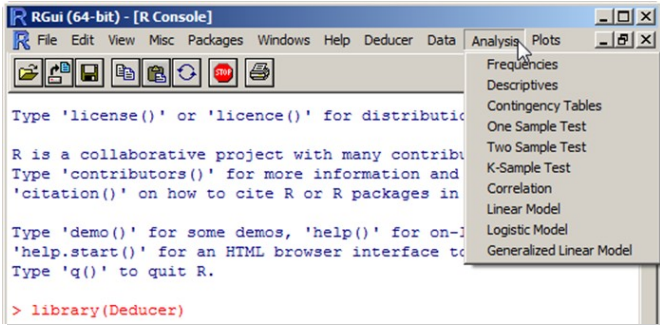 RGui (64-bit) - [R Console]
File Edit View Misc Packages Windows Help Deducer Data Analysis Plots
STOP
Frequencies
Descriptives
Contingency Tables
One Sample Test
Two Sample Test
K-Sample Test
Correlation
Linear Model
Logistic Model
Generalized Linear Model
Type 'license()' or 'licence()' for distributio
R is a collaborative project with many contribu
Type 'contributors()' for more information and
'citation()' on how to cite R or R packages in
Type 'demo()' for some demos, 'help()' for on-l
'help.start()' for an HTML browser interface to
Type 'q()' to quit R.
> library(Deducer)